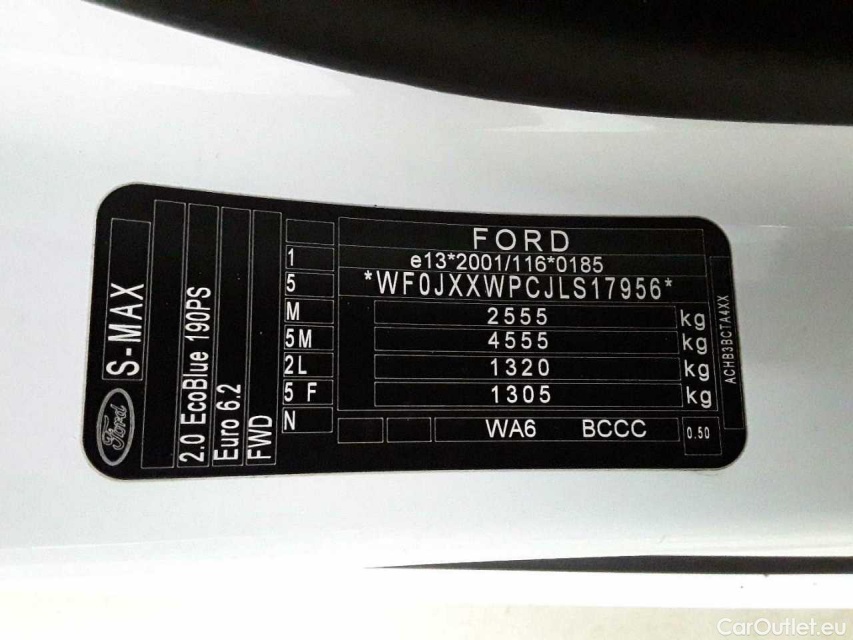 Ford
S-MAX
2.0 EcoBlue 190PS
Euro 6.2
FWD
1
5
M
5M
2L
5 F
N
FORD
e13*2001/116*0185
*WF0JXXWPCJLS17956*
2555 kg
4555 kg
1320 kg
1305 kg
WA6 BCCC 0.50
ACHB3BCTA4XX
CarOutlet.eu